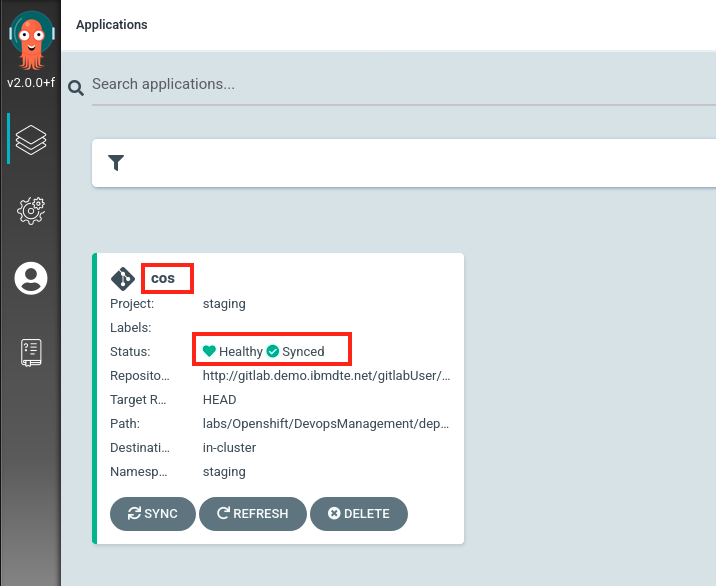 Applications
v2.0.0+f
Search applications...
cos
Project: staging
Labels:
Status: Healthy Synced
Reposito... http://gitlab.demo.ibmdte.net/gitlabUser/...
Target R... HEAD
Path: labs/Openshift/DevopsManagement/dep...
Destinati... in-cluster
Namesp... staging
SYNC REFRESH DELETE